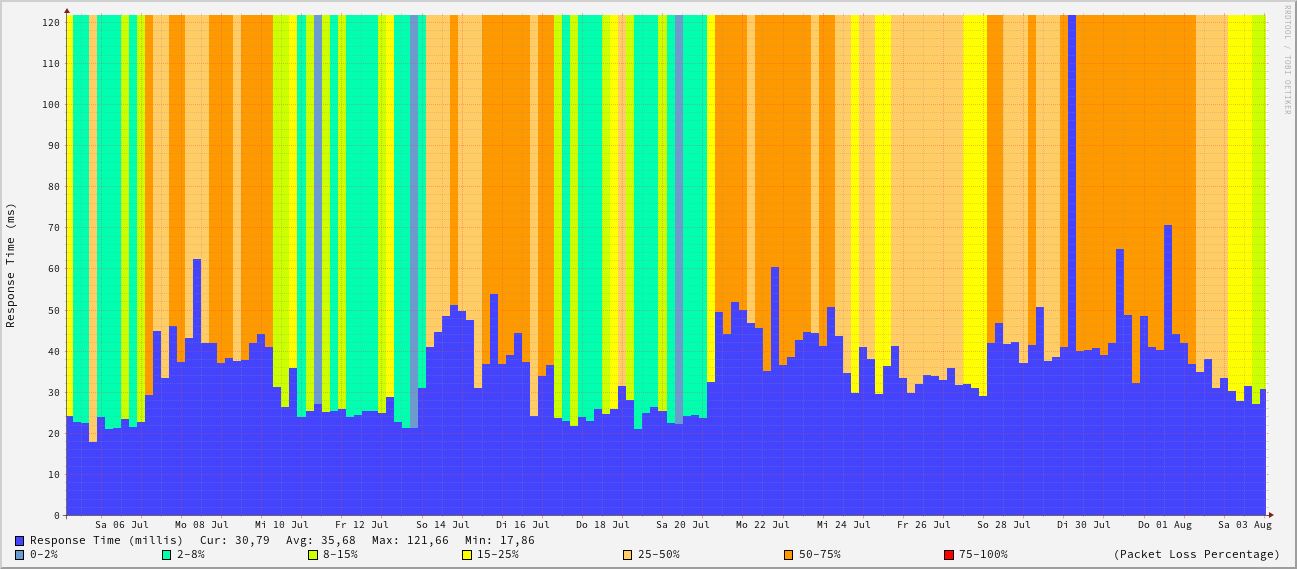 RRDTOOL / TOBI OETIKER
Response Time (ms)
120
110
100
90
80
70
60
50
40
30
20
10
0
Sa 06 Jul Mo 08 Jul Mi 10 Jul Fr 12 Jul So 14 Jul Di 16 Jul Do 18 Jul Sa 20 Jul Mo 22 Jul Mi 24 Jul Fr 26 Jul So 28 Jul Di 30 Jul Do 01 Aug Sa 03 Aug
Response Time (millis) Cur: 30,79 Avg: 35,68 Max: 121,66 Min: 17,86
0-2% 2-8% 8-15% 15-25% 25-50% 50-75% 75-100% (Packet Loss Percentage)